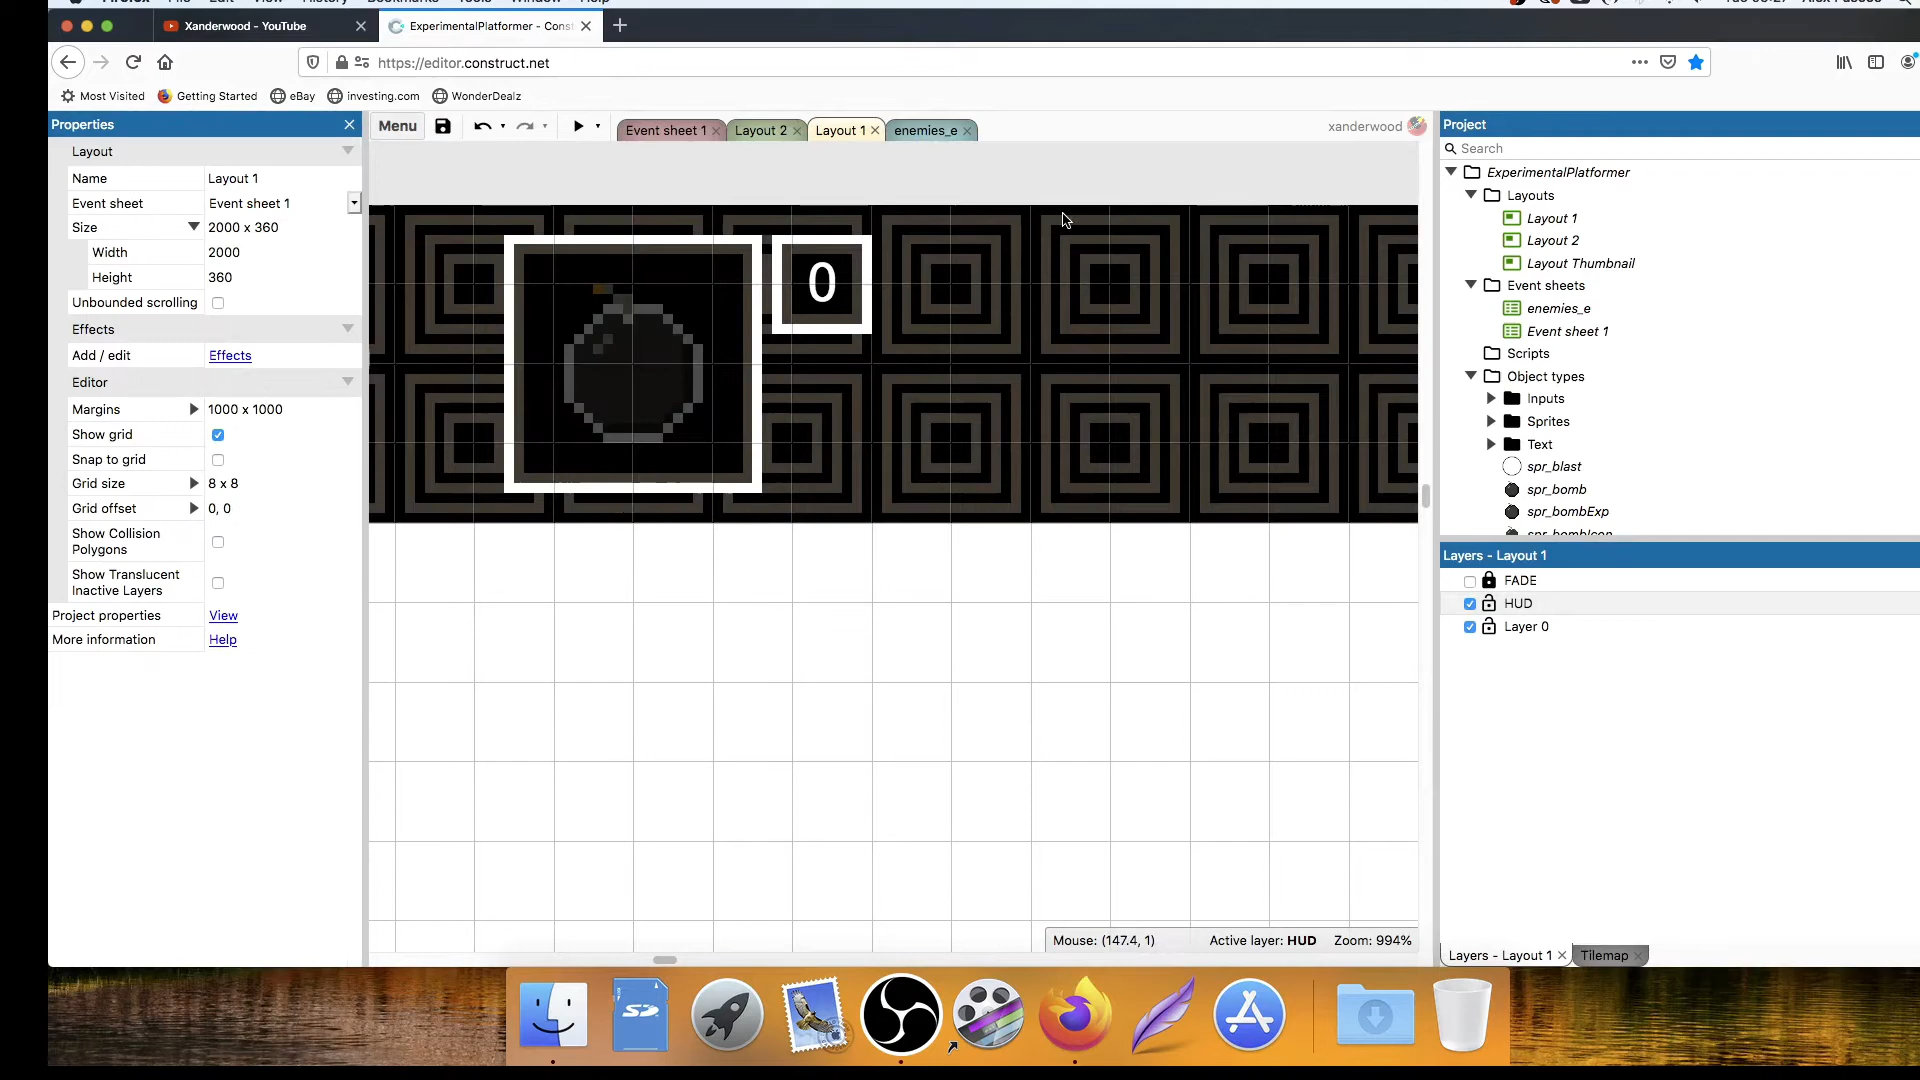 Xanderwood - YouTube
ExperimentalPlatformer - Const
https://editor.construct.net
Most Visited
Getting Started
eBay
investing.com
WonderDealz
Properties
Menu
Event sheet 1
Layout 2
Layout 1
enemies_e
xanderwood
Project
Layout
Name Layout 1
Event sheet Event sheet 1
Size 2000 x 360
Width 2000
Height 360
Unbounded scrolling
Effects
Add / edit Effects
Editor
Margins 1000 x 1000
Show grid
Snap to grid
Grid size 8 x 8
Grid offset 0, 0
Show Collision
Polygons
Show Translucent
Inactive Layers
Project properties View
More information Help
0
Mouse: (147.4, 1) Active layer: HUD Zoom: 994%
Search
ExperimentalPlatformer
Layouts
Layout 1
Layout 2
Layout Thumbnail
Event sheets
enemies_e
Event sheet 1
Scripts
Object types
Inputs
Sprites
Text
spr_blast
spr_bomb
spr_bombExp
Layers - Layout 1
FADE
HUD
Layer 0
Layers - Layout 1
Tilemap
SD